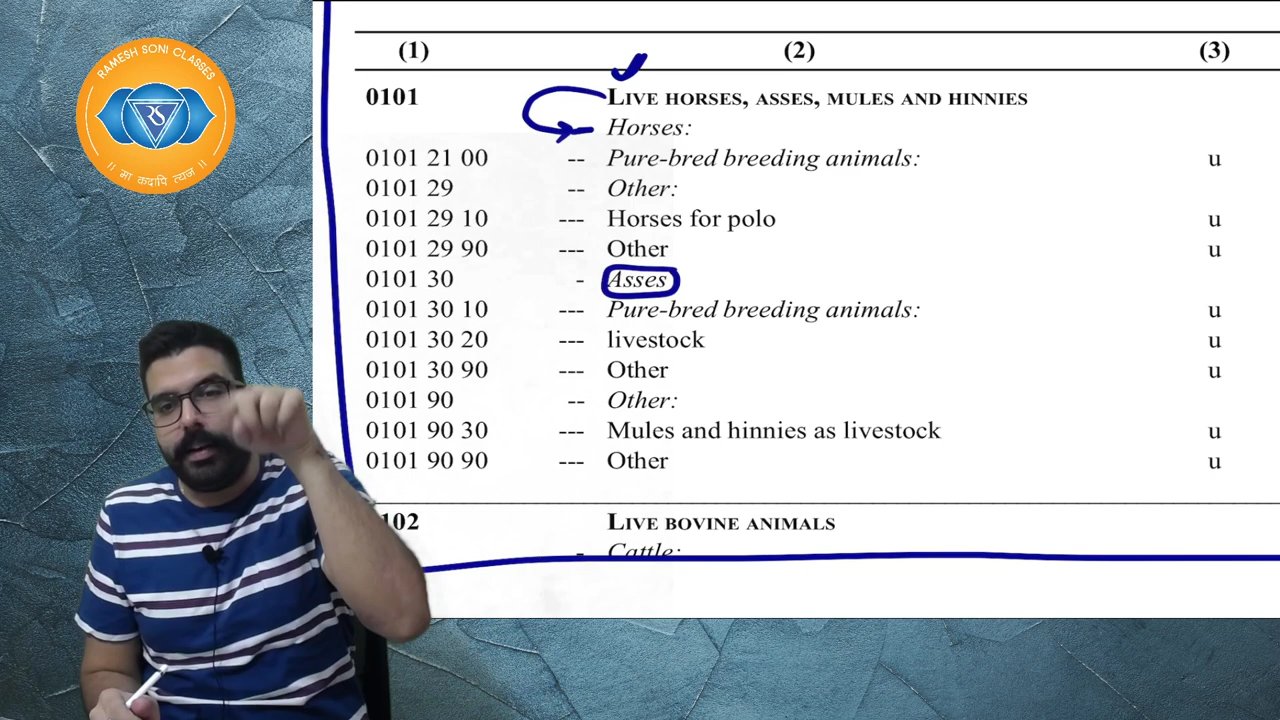 RAMESH SONI CLASSES
।। मा कदापि त्यज ।।
(1) (2) (3)
0101 LIVE HORSES, ASSES, MULES AND HINNIES
Horses:
0101 21 00 -- Pure-bred breeding animals: u
0101 29 -- Other:
0101 29 10 --- Horses for polo u
0101 29 90 --- Other u
0101 30 - Asses
0101 30 10 --- Pure-bred breeding animals: u
0101 30 20 --- livestock u
0101 30 90 --- Other u
0101 90 -- Other:
0101 90 30 --- Mules and hinnies as livestock u
0101 90 90 --- Other u
102 LIVE BOVINE ANIMALS
- Cattle: